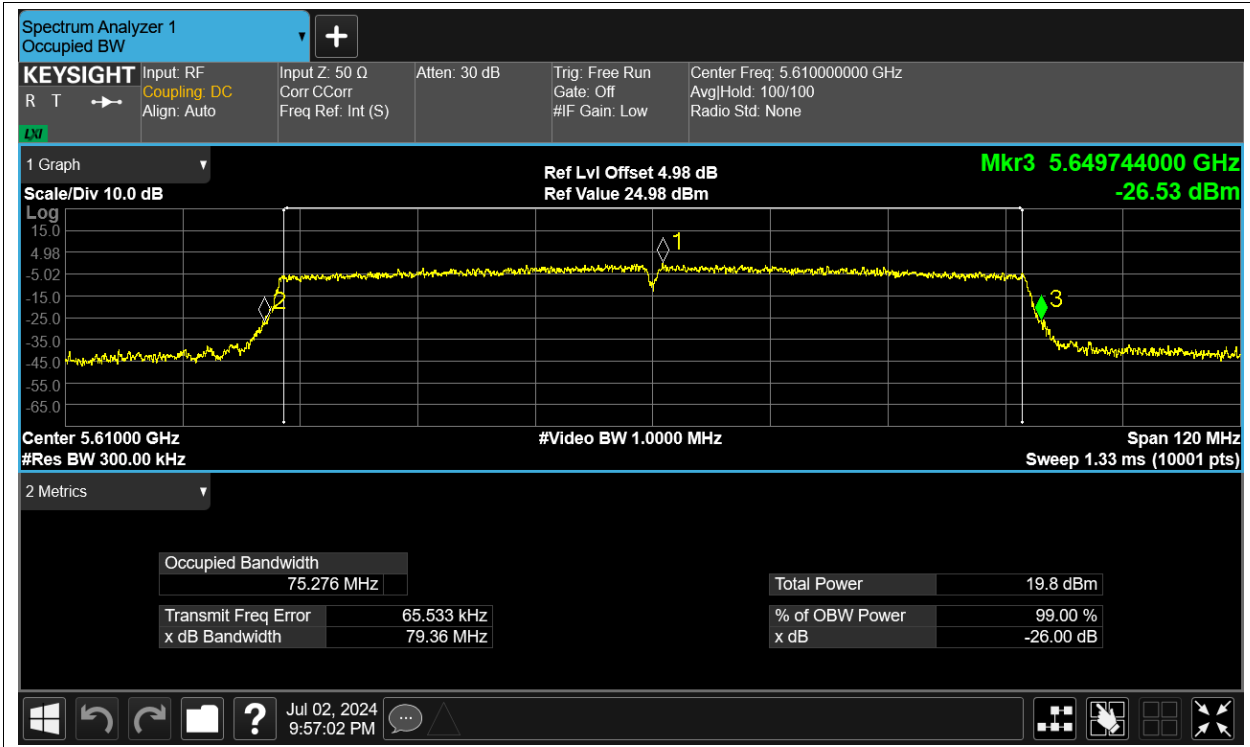 Spectrum Analyzer 1
Occupied BW
KEYSIGHT
R T
LXI
Input: RF
Coupling: DC
Align: Auto
Input Z: 50 Ω
Corr CCorr
Freq Ref: Int (S)
Atten: 30 dB
Trig: Free Run
Gate: Off
#IF Gain: Low
Center Freq: 5.610000000 GHz
Avg|Hold: 100/100
Radio Std: None
1 Graph
Scale/Div 10.0 dB
Ref Lvl Offset 4.98 dB
Ref Value 24.98 dBm
Mkr3 5.649744000 GHz
-26.53 dBm
Log
15.0
4.98
-5.02
-15.0
-25.0
-35.0
-45.0
-55.0
-65.0
1
2
3
Center 5.61000 GHz
#Res BW 300.00 kHz
#Video BW 1.0000 MHz
Span 120 MHz
Sweep 1.33 ms (10001 pts)
2 Metrics
Occupied Bandwidth
75.276 MHz
Transmit Freq Error 65.533 kHz
x dB Bandwidth 79.36 MHz
Total Power 19.8 dBm
% of OBW Power 99.00 %
x dB -26.00 dB
?
Jul 02, 2024
9:57:02 PM